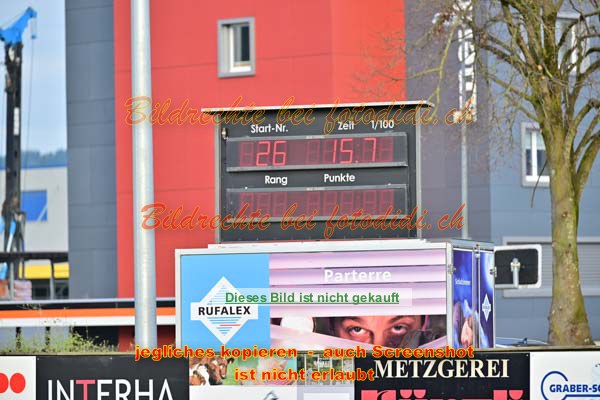 Bildrechte bei fotodidi.ch
Start-Nr. Zeit 1/100
26 15.7
Rang Punkte
Bildrechte bei fotodidi.ch
Parterre
Dieses Bild ist nicht gekauft
RUFALEX
jegliches kopieren - auch Screenshot
ist nicht erlaubt
METZGEREI
INTERHA
GRABER-SC